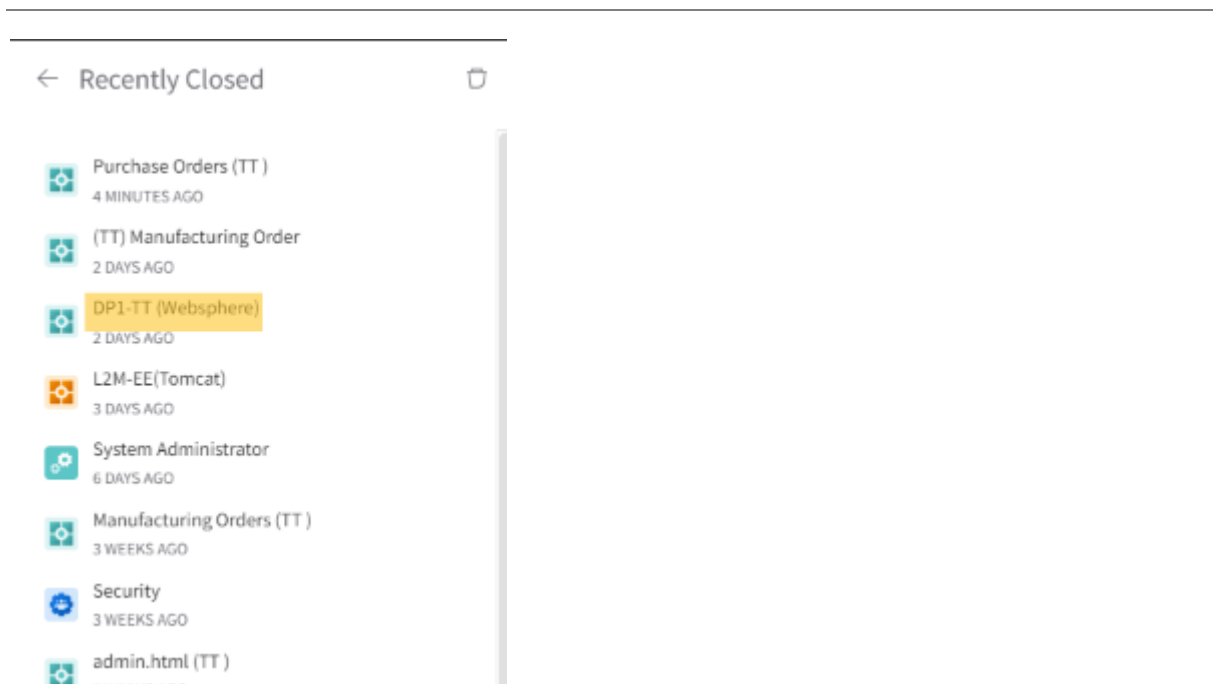 Recently Closed
Purchase Orders (TT )
4 MINUTES AGO
(TT) Manufacturing Order
2 DAYS AGO
DP1-TT (Websphere)
2 DAYS AGO
L2M-EE(Tomcat)
3 DAYS AGO
System Administrator
6 DAYS AGO
Manufacturing Orders (TT )
3 WEEKS AGO
Security
3 WEEKS AGO
admin.html (TT )